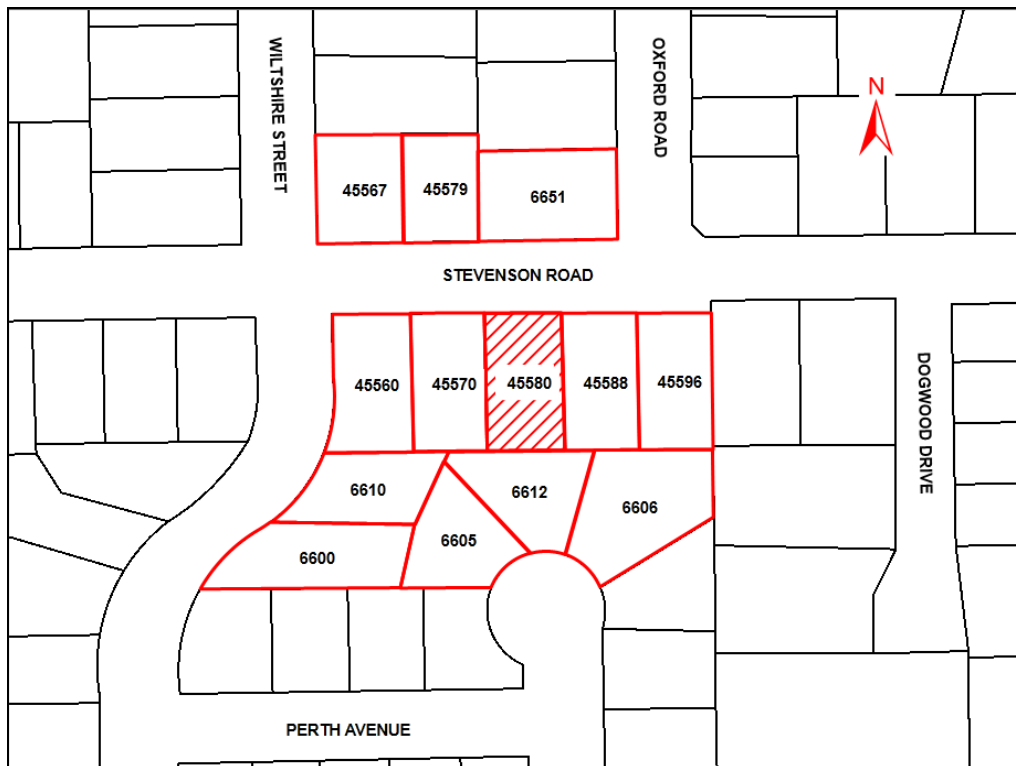 WILTSHIRE STREET
OXFORD ROAD
N
45567
45579
6651
STEVENSON ROAD
45560
45570
45580
45588
45596
DOGWOOD DRIVE
6610
6612
6606
6605
6600
PERTH AVENUE